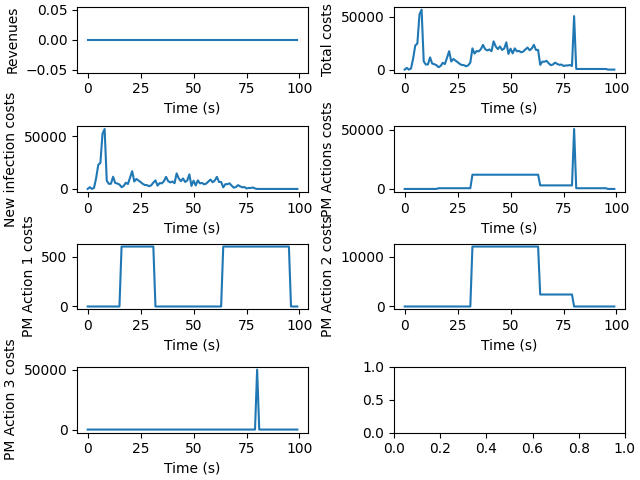 Revenues
0.05
0.00
−0.05
0 25 50 75 100
Time (s)
Total costs
50000
0
0 25 50 75 100
Time (s)
New infection costs
50000
0
0 25 50 75 100
Time (s)
PM Actions costs
50000
0
0 25 50 75 100
Time (s)
PM Action 1 costs
500
0
0 25 50 75 100
Time (s)
PM Action 2 costs
10000
0
0 25 50 75 100
Time (s)
PM Action 3 costs
50000
0
0 25 50 75 100
Time (s)
1.0
0.5
0.0
0.0 0.2 0.4 0.6 0.8 1.0